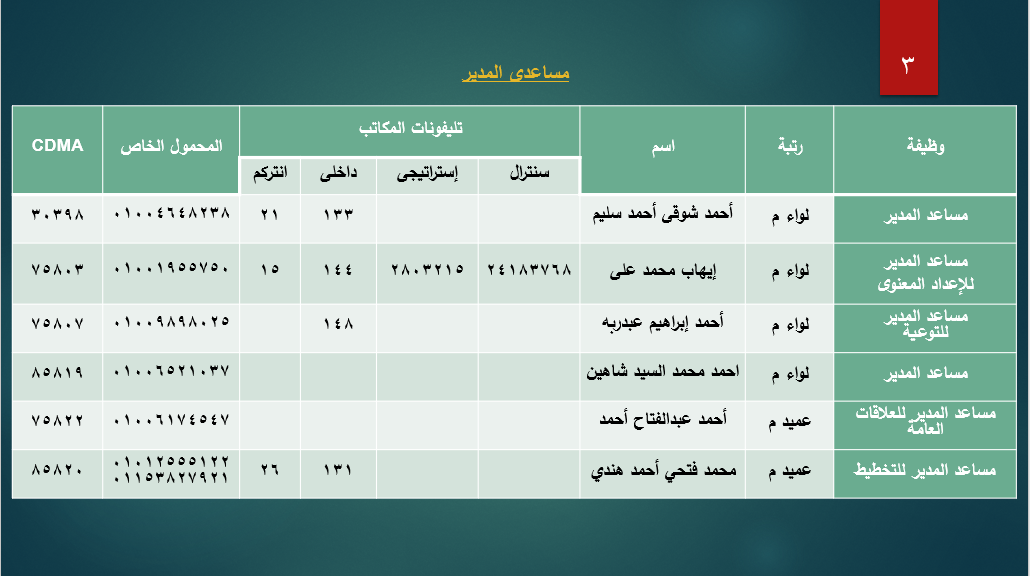 ٣
مساعدى المدير
وظيفة رتبة اسم تليفونات المكاتب المحمول الخاص CDMA
سنترال إستراتيجى داخلى انتركم
مساعد المدير لواء م أحمد شوقى أحمد سليم ١٣٣ ٢١ ٠١٠٠٤٦٤٨٢٣٨ ٣٠٣٩٨
مساعد المدير
للإعداد المعنوى لواء م إيهاب محمد على ٢٤١٨٣٧٦٨ ٢٨٠٣٢١٥ ١٤٤ ١٥ ٠١٠٠١٩٥٥٧٥٠ ٧٥٨٠٣
مساعد المدير
للتوعية لواء م أحمد إبراهيم عبدربه ١٤٨ ٠١٠٠٩٨٩٨٠٢٥ ٧٥٨٠٧
مساعد المدير لواء م احمد محمد السيد شاهين ٠١٠٠٦٥٢١٠٣٧ ٨٥٨١٩
مساعد المدير للعلاقات
العامة عميد م أحمد عبدالفتاح أحمد ٠١٠٠٦١٧٤٥٤٧ ٧٥٨٢٢
مساعد المدير للتخطيط عميد م محمد فتحي أحمد هندي ١٣١ ٢٦ ٠١٠١٢٥٥٥١٢٢ ٨٥٨٢٠
٠١١٥٣٨٢٧٩٢١